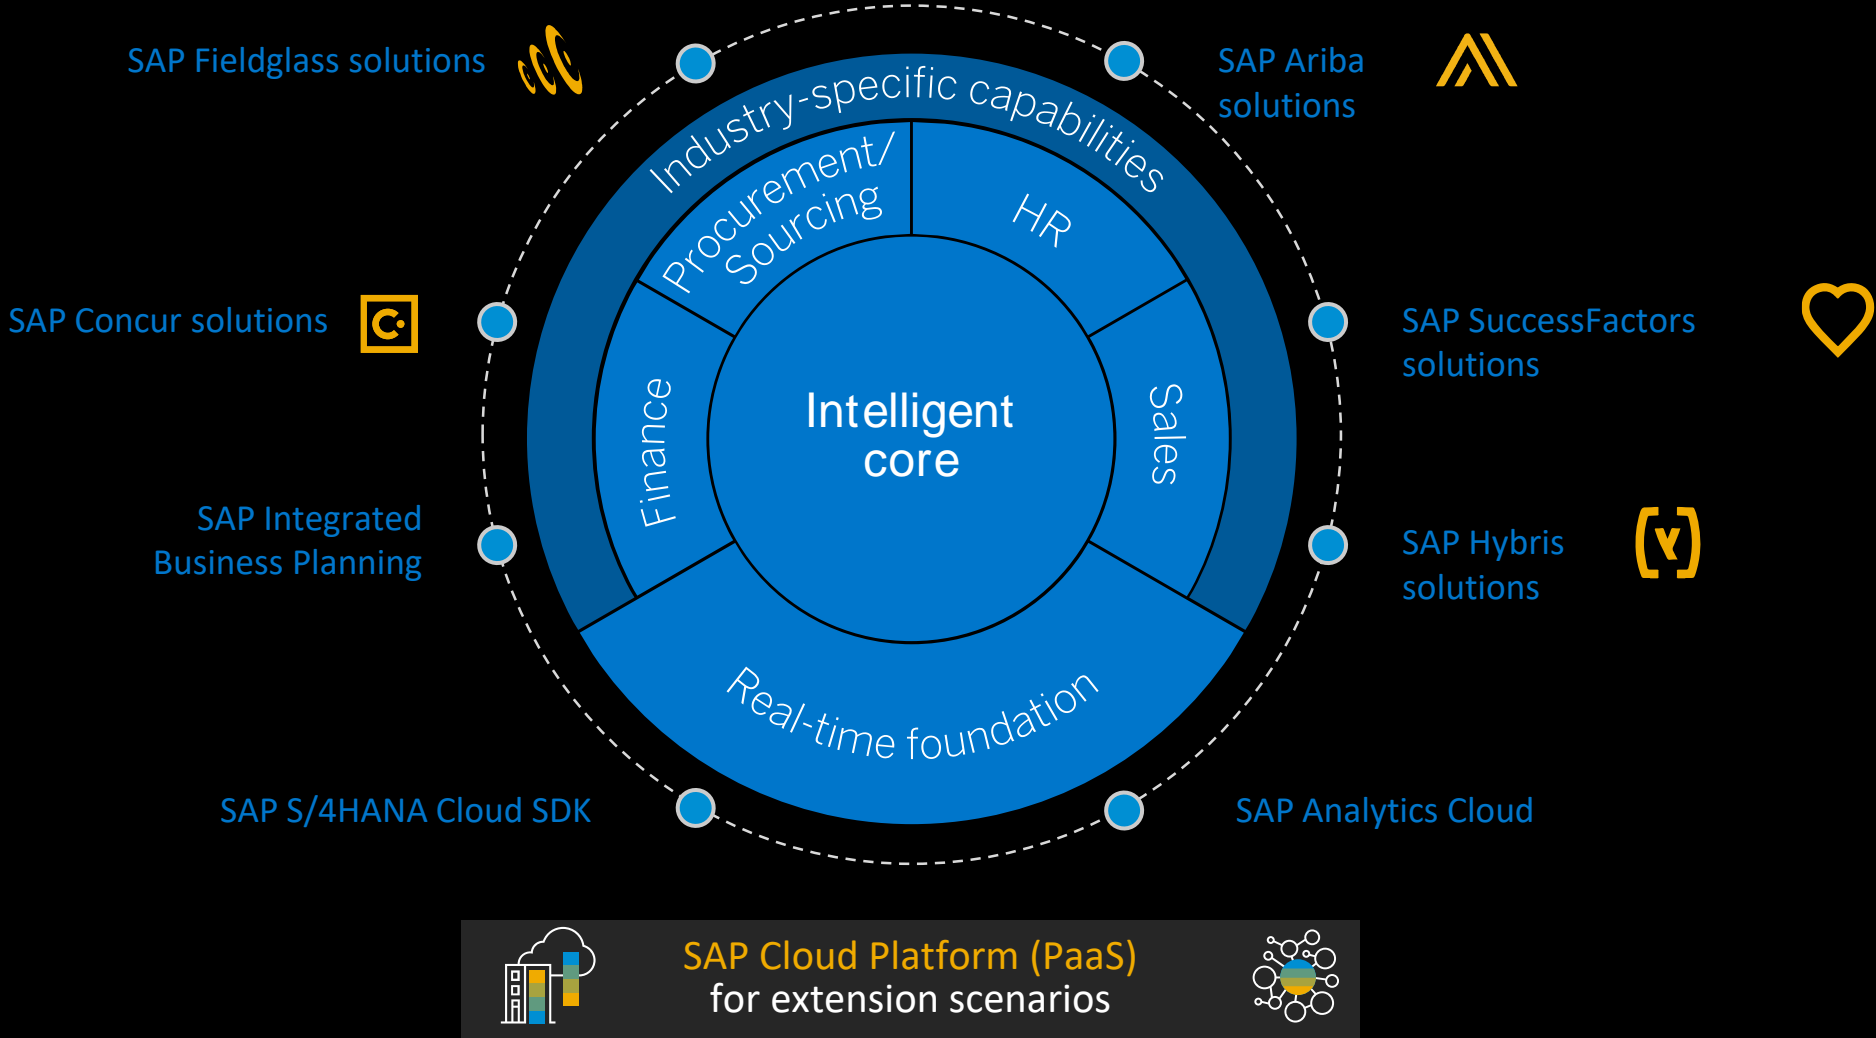 SAP Fieldglass solutions
SAP Ariba
solutions
Industry-specific capabilities
Procurement/
Sourcing
HR
SAP Concur solutions
C
SAP SuccessFactors
solutions
Finance
Intelligent
core
Sales
SAP Integrated
Business Planning
SAP Hybris
solutions
Real-time foundation
SAP S/4HANA Cloud SDK
SAP Analytics Cloud
SAP Cloud Platform (PaaS)
for extension scenarios